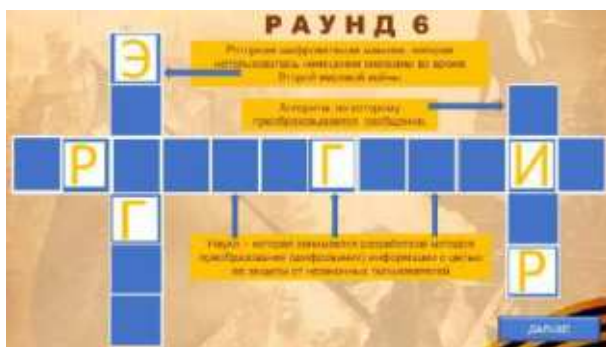 РАУНД 6
Э
Роторная шифровальная машина, которая
использовалась немецкими войсками во время
Второй мировой войны.
Алгоритм, по которому
преобразовывается сообщение.
Р Г И
Г
Наука – которая занимается разработкой методов
преобразования (шифрования) информации с целью
ее защиты от незаконных пользователей
Р
ДАЛЬШЕ